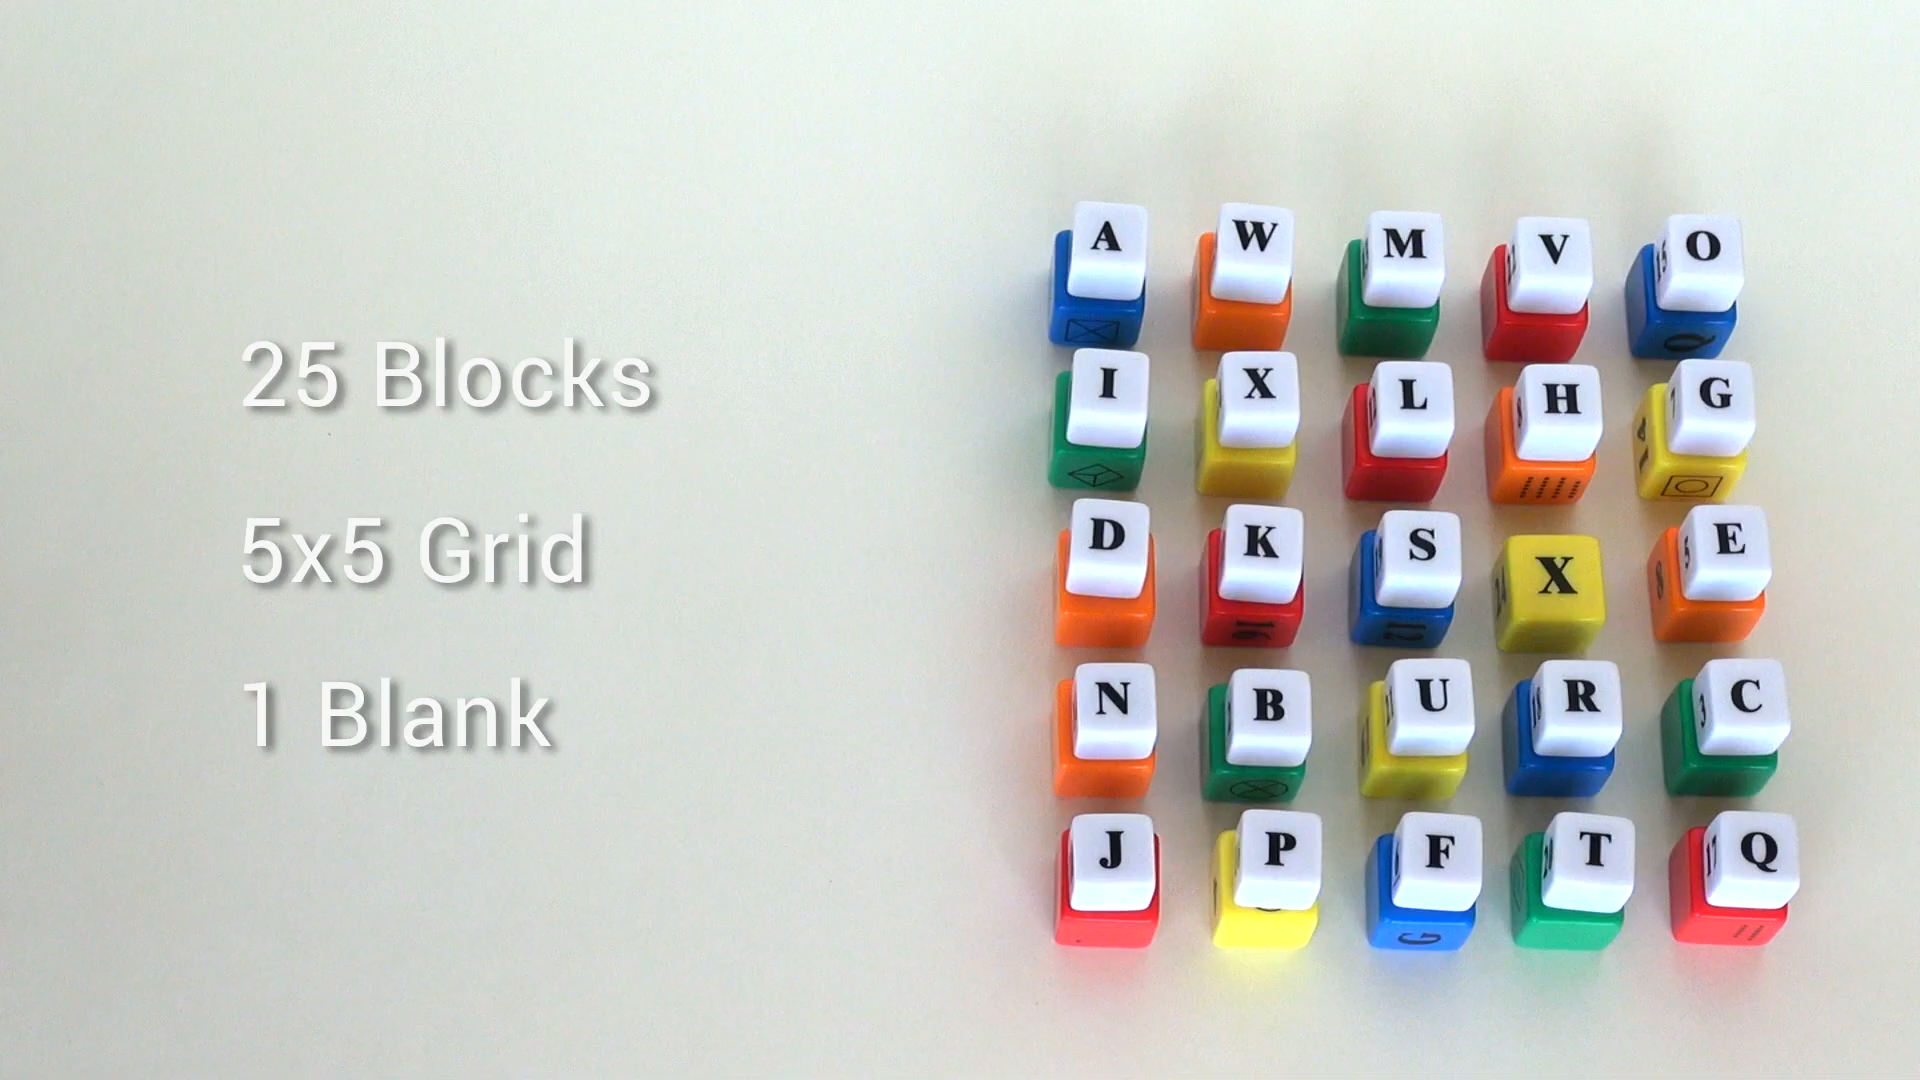 25 Blocks
5x5 Grid
1 Blank
A W M V O
I X L H G
D K S X E
N B U R C
J P F T Q